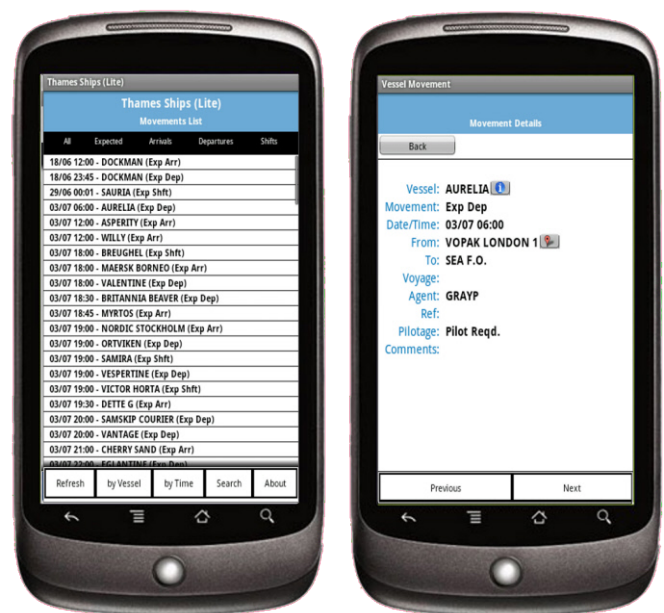 Thames Ships (Lite)
Thames Ships (Lite)
Movements List
All Expected Arrivals Departures Shifts
18/06 12:00 - DOCKMAN (Exp Arr)
18/06 23:45 - DOCKMAN (Exp Dep)
29/06 00:01 - SAURIA (Exp Shft)
03/07 06:00 - AURELIA (Exp Dep)
03/07 12:00 - ASPERITY (Exp Arr)
03/07 12:00 - WILLY (Exp Arr)
03/07 18:00 - BREUGHEL (Exp Shft)
03/07 18:00 - MAERSK BORNEO (Exp Arr)
03/07 18:00 - VALENTINE (Exp Dep)
03/07 18:30 - BRITANNIA BEAVER (Exp Dep)
03/07 18:45 - MYRTOS (Exp Arr)
03/07 19:00 - NORDIC STOCKHOLM (Exp Arr)
03/07 19:00 - ORTVIKEN (Exp Dep)
03/07 19:00 - SAMIRA (Exp Shft)
03/07 19:00 - VESPERTINE (Exp Dep)
03/07 19:00 - VICTOR HORTA (Exp Shft)
03/07 19:30 - DETTE G (Exp Arr)
03/07 20:00 - SAMSKIP COURIER (Exp Dep)
03/07 20:00 - VANTAGE (Exp Dep)
03/07 21:00 - CHERRY SAND (Exp Arr)
03/07 22:00 - EGLANTINE (Exp Dep)
Refresh by Vessel by Time Search About
Vessel Movement
Movement Details
Back
Vessel: AURELIA
Movement: Exp Dep
Date/Time: 03/07 06:00
From: VOPAK LONDON 1
To: SEA F.O.
Voyage:
Agent: GRAYP
Ref:
Pilotage: Pilot Reqd.
Comments:
Previous Next